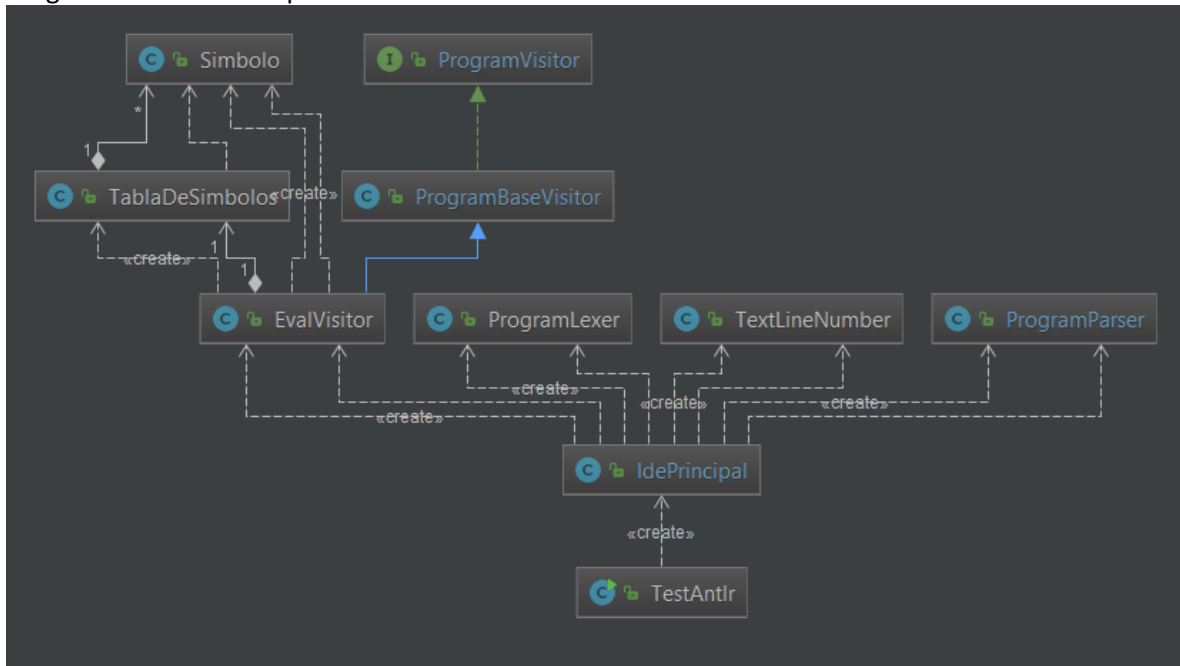 C Simbolo
I ProgramVisitor
*
1
C TablaDeSimbolos
«create»
C ProgramBaseVisitor
«create»
1
1
C EvalVisitor
C ProgramLexer
C TextLineNumber
C ProgramParser
«create»
«create»
«create»
«create»
C IdePrincipal
«create»
C TestAntlr